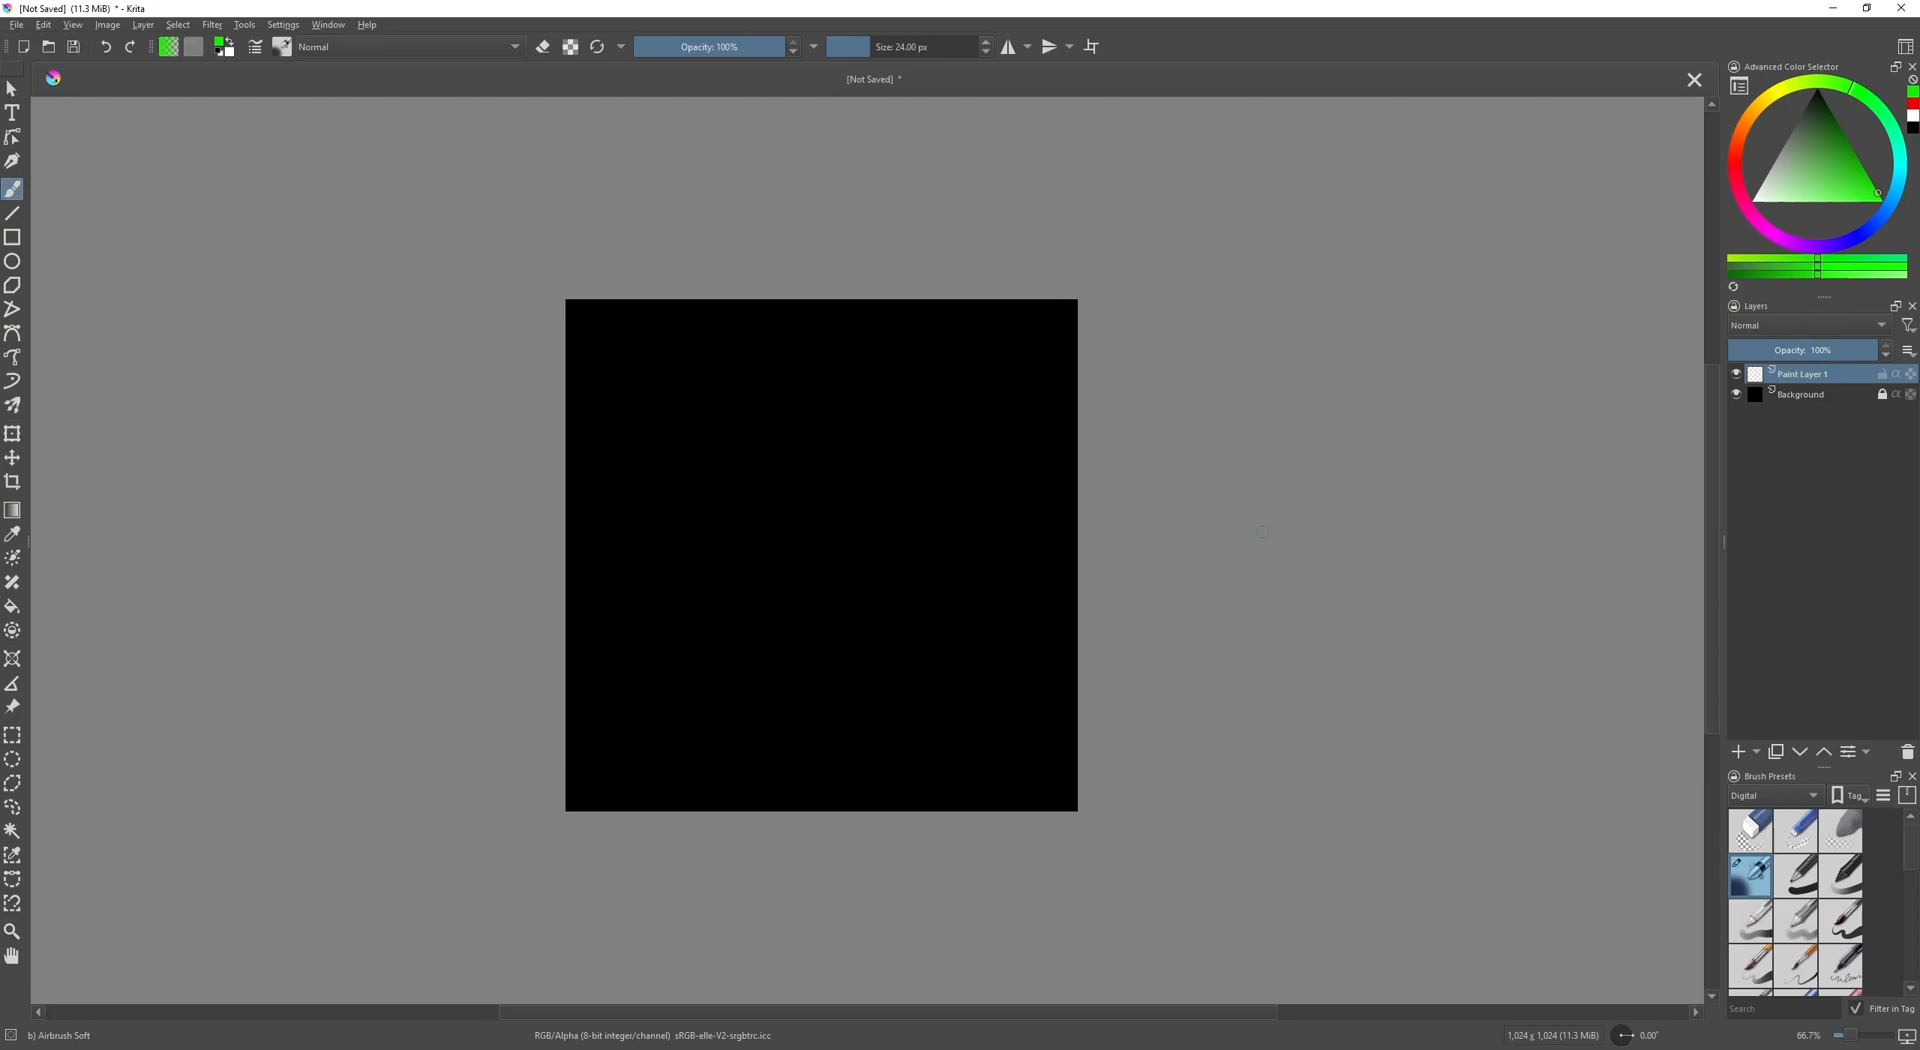 [Not Saved] (11.3 MiB) * - Krita
File Edit View Image Layer Select Filter Tools Settings Window Help
Normal Opacity: 100% Size: 24.00 px
[Not Saved] *
Advanced Color Selector
Layers
Normal
Opacity: 100%
Paint Layer 1
Background
Brush Presets
Digital Tag
Search Filter in Tag
b) Airbrush Soft RGB/Alpha (8-bit integer/channel) sRGB-elle-V2-srgbtrc.icc 1,024 x 1,024 (11.3 MiB) 0.00° 66.7%